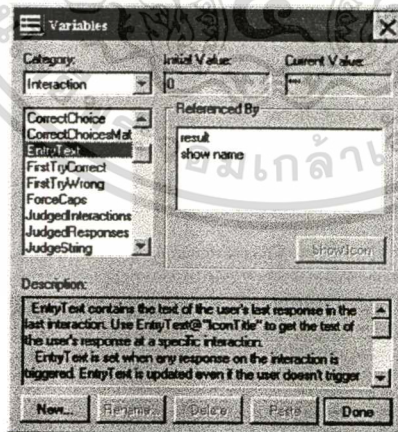 Variables
Category: Initial Value: Current Value:
Interaction 0 ""
Referenced By
CorrectChoice
CorrectChoicesMat
EntryText
FirstTryCorrect
FirstTryWrong
ForceCaps
JudgedInteractions
JudgedResponses
JudgeString
result
show name
Show Icon
Description:
EntryText contains the text of the user's last response in the
last interaction. Use EntryText@"IconTitle" to get the text of
the user's response at a specific interaction.
EntryText is set when any response on the interaction is
triggered. EntryText is updated even if the user doesn't trigger
New... Rename... Delete Paste Done